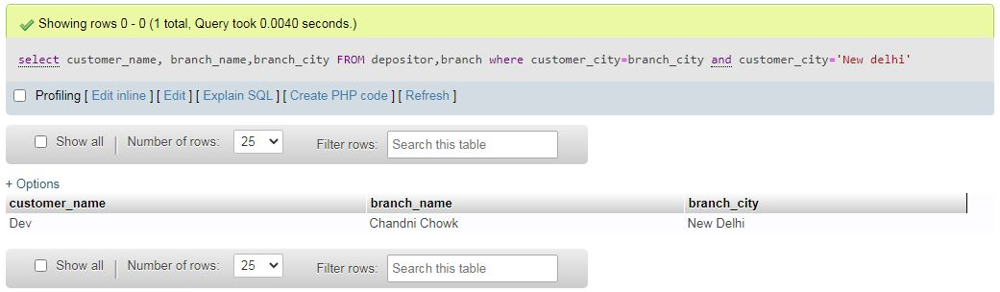 Showing rows 0 - 0 (1 total, Query took 0.0040 seconds.)
select customer_name, branch_name,branch_city FROM depositor,branch where customer_city=branch_city and customer_city='New delhi'
Profiling [ Edit inline ] [ Edit ] [ Explain SQL ] [ Create PHP code ] [ Refresh ]
Show all | Number of rows: 25 Filter rows: Search this table
+ Options
customer_name branch_name branch_city
Dev Chandni Chowk New Delhi
Show all | Number of rows: 25 Filter rows: Search this table